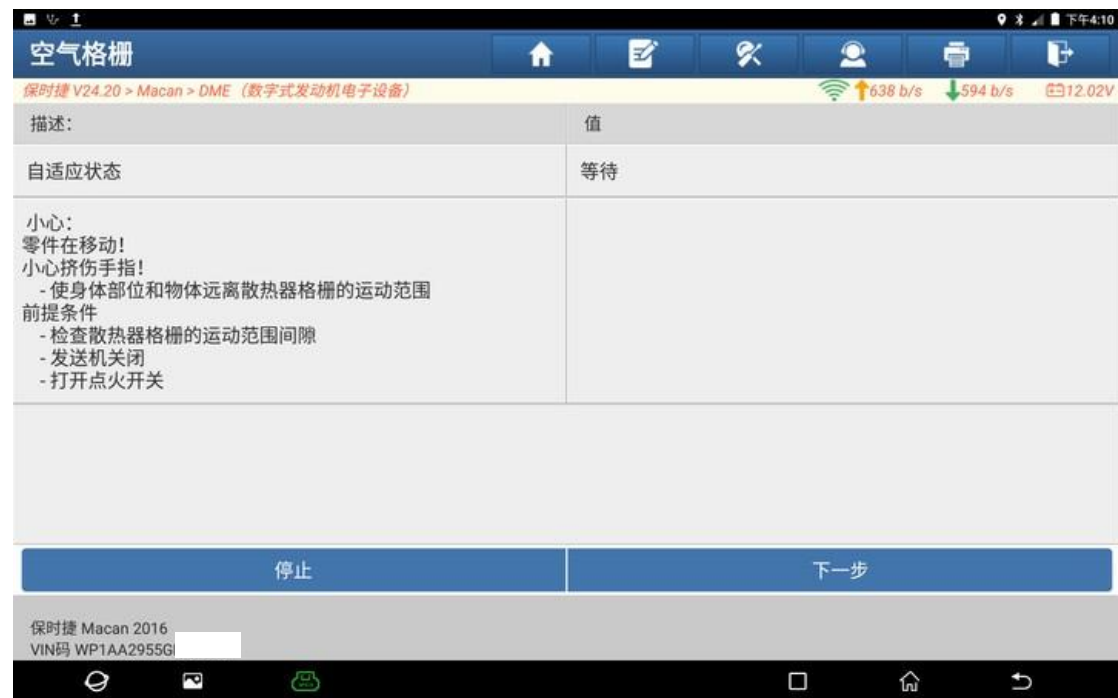 下午4:10
空气格栅
保时捷 V24.20 > Macan > DME（数字式发动机电子设备）
638 b/s 594 b/s 12.02V
描述： 值
自适应状态 等待
小心：
零件在移动！
小心挤伤手指！
- 使身体部位和物体远离散热器格栅的运动范围
前提条件
- 检查散热器格栅的运动范围间隙
- 发送机关闭
- 打开点火开关
停止 下一步
保时捷 Macan 2016
VIN码 WP1AA2955G